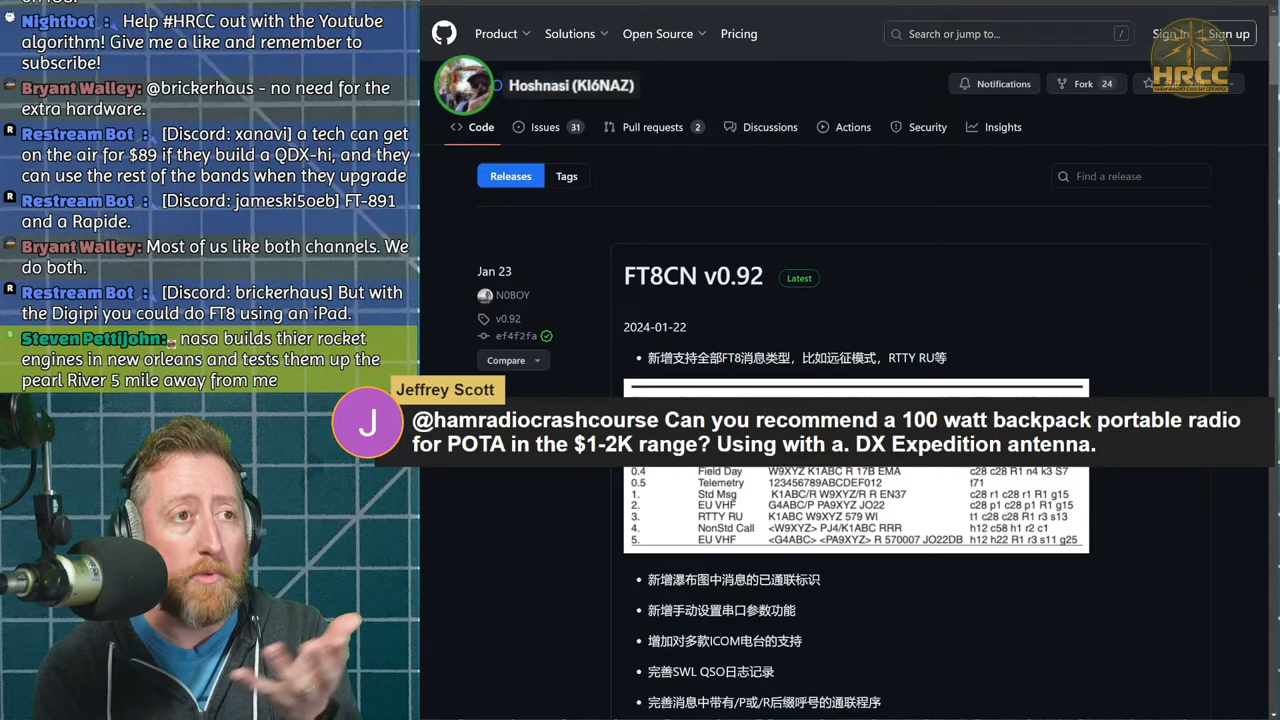 Nightbot : Help #HRCC out with the Youtube
algorithm! Give me a like and remember to
subscribe!
Bryant Walley: @brickerhaus - no need for the
extra hardware.
Restream Bot : [Discord: xanavi] a tech can get
on the air for $89 if they build a QDX-hi, and they
can use the rest of the bands when they upgrade
Restream Bot : [Discord: jameski5oeb] FT-891
and a Rapide.
Bryant Walley: Most of us like both channels. We
do both.
Restream Bot : [Discord: brickerhaus] But with
the Digipi you could do FT8 using an iPad.
Steven Pettijohn: nasa builds thier rocket
engines in new orleans and tests them up the
pearl River 5 mile away from me
Product Solutions Open Source Pricing
Search or jump to... /
Sign in Sign up
HRCC
HAM RADIO CRASH COURSE
Hoshnasi (KI6NAZ)
Notifications Fork 24
Code Issues 31 Pull requests 2 Discussions Actions Security Insights
Releases Tags
Find a release
Jan 23
N0BOY
v0.92
ef4f2fa
Compare
FT8CN v0.92 Latest
2024-01-22
新增支持全部FT8消息类型，比如远征模式，RTTY RU等
Jeffrey Scott
J
@hamradiocrashcourse Can you recommend a 100 watt backpack portable radio
for POTA in the $1-2K range? Using with a. DX Expedition antenna.
0.4 Field Day W9XYZ K1ABC R 17B EMA c28 c28 R1 n4 k3 S7
0.5 Telemetry 123456789ABCDEF012 t71
1. Std Msg K1ABC/R W9XYZ/R R EN37 c28 r1 c28 r1 R1 g15
2. EU VHF G4ABC/P PA9XYZ JO22 c28 p1 c28 p1 R1 g15
3. RTTY RU K1ABC W9XYZ 579 WI t1 c28 c28 R1 r3 s13
4. NonStd Call <W9XYZ> PJ4/K1ABC RRR h12 c58 h1 r2 c1
5. EU VHF <G4ABC> <PA9XYZ> R 570007 JO22DB h12 h22 R1 r3 s11 g25
新增瀑布图中消息的已通联标识
新增手动设置串口参数功能
增加对多款ICOM电台的支持
完善SWL QSO日志记录
完善消息中带有/P或/R后缀呼号的通联程序